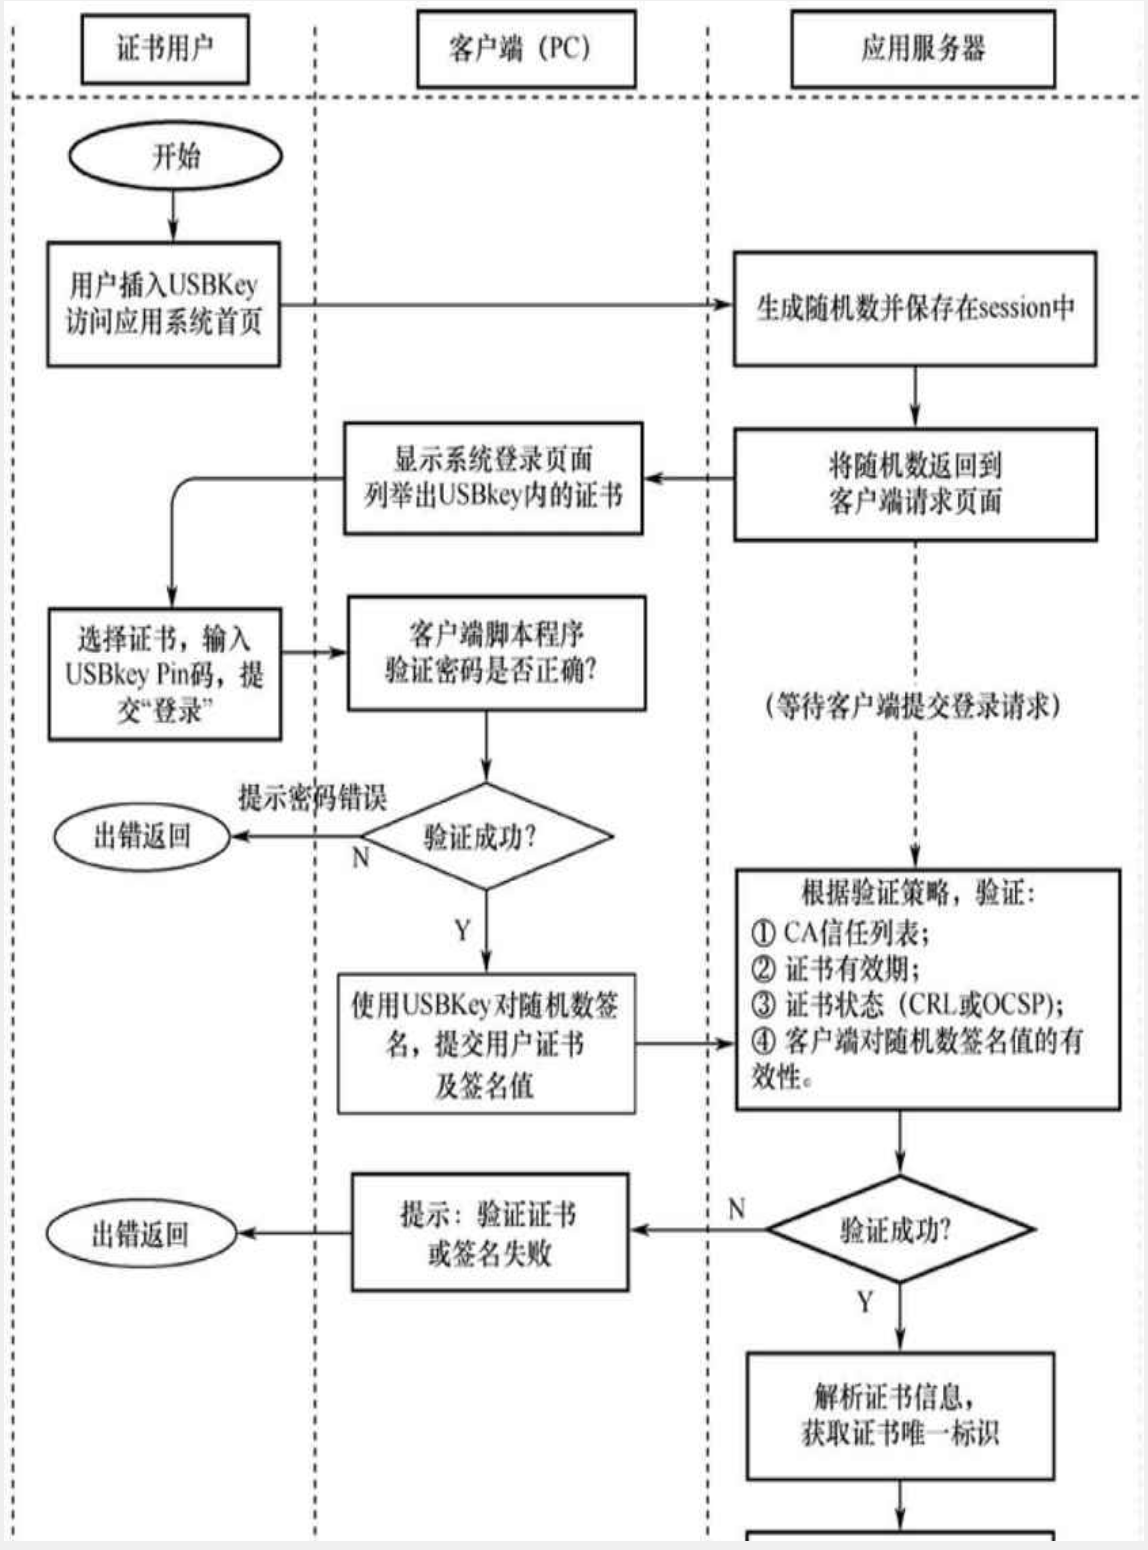 证书用户
客户端（PC）
应用服务器
开始
用户插入USBKey
访问应用系统首页
生成随机数并保存在session中
显示系统登录页面
列举出USBkey内的证书
将随机数返回到
客户端请求页面
选择证书，输入
USBkey Pin码，提
交“登录”
客户端脚本程序
验证密码是否正确？
（等待客户端提交登录请求）
提示密码错误
出错返回
N
验证成功？
Y
根据验证策略，验证：
① CA信任列表；
② 证书有效期；
③ 证书状态（CRL或OCSP)；
④ 客户端对随机数签名值的有
效性。
使用USBKey对随机数签
名，提交用户证书
及签名值
出错返回
提示：验证证书
或签名失败
N
验证成功？
Y
解析证书信息，
获取证书唯一标识